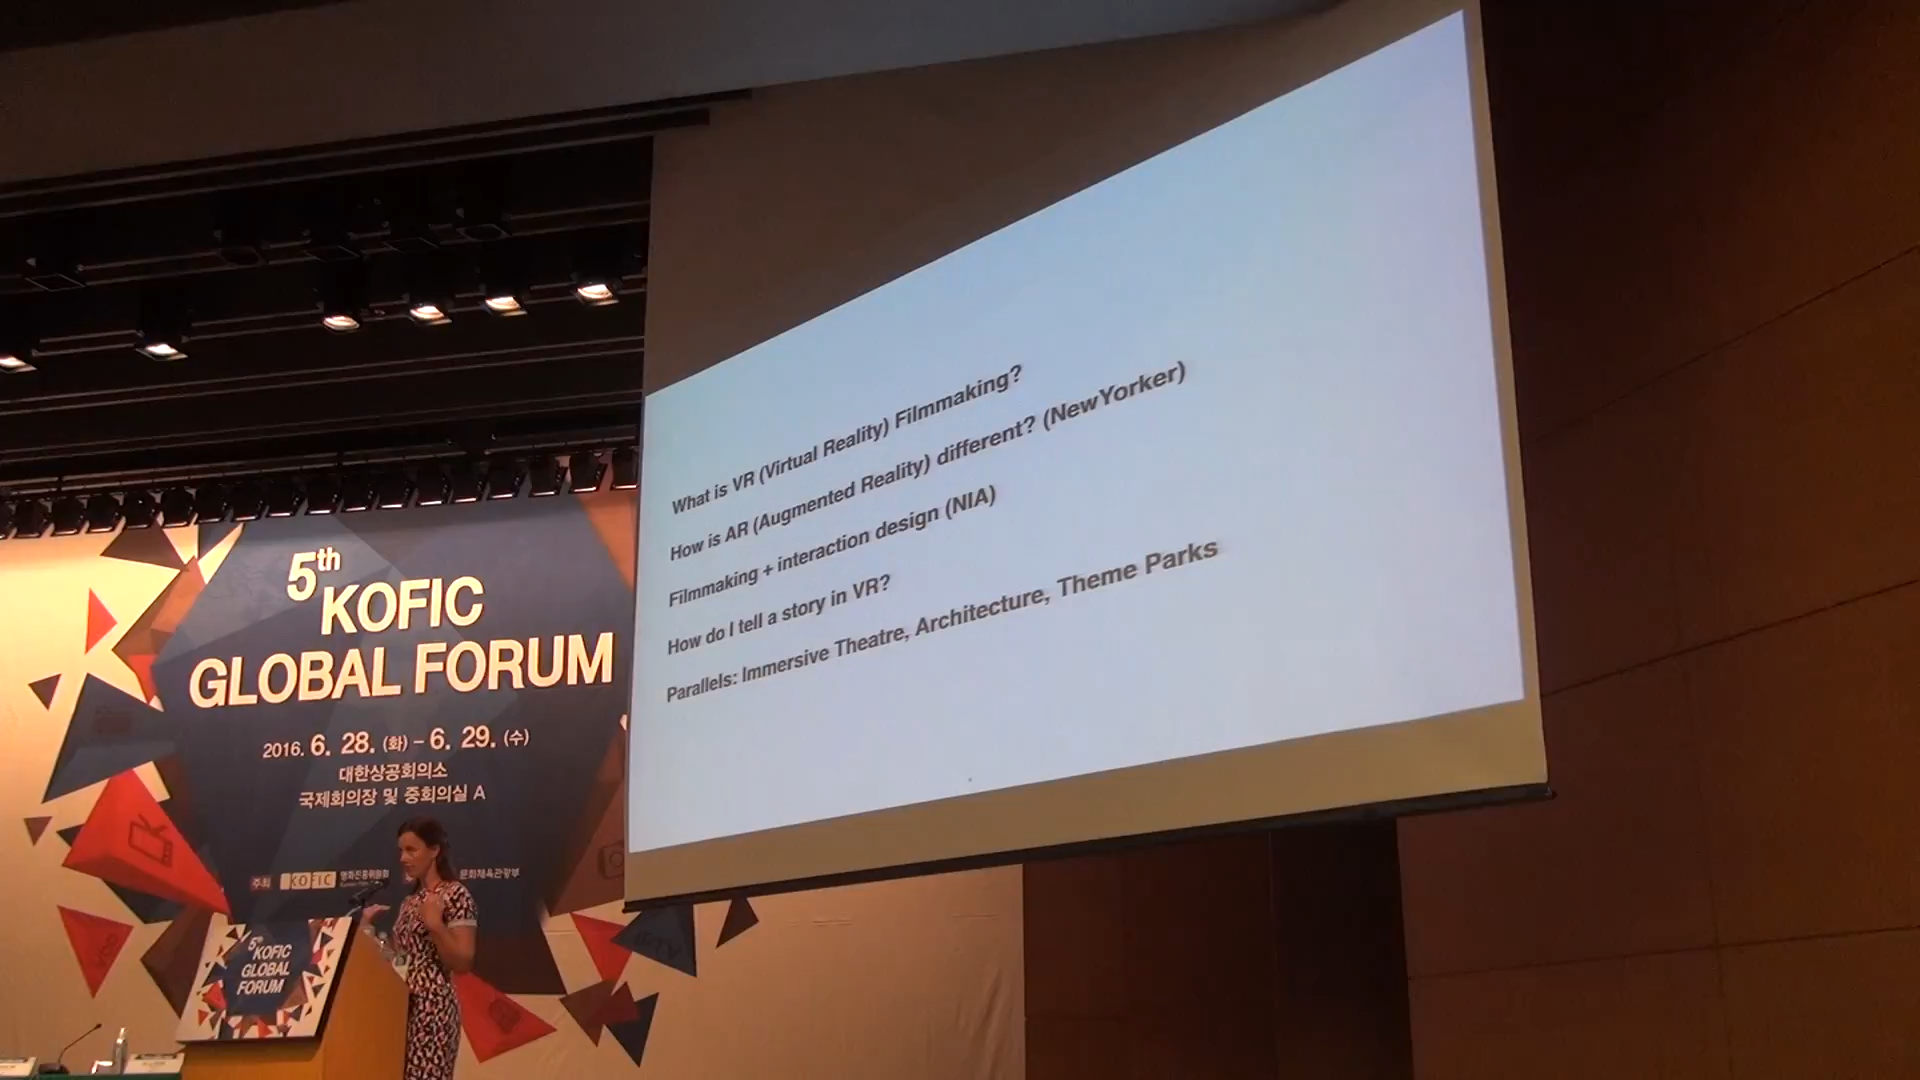 What is VR (Virtual Reality) Filmmaking?
How is AR (Augmented Reality) different? (NewYorker)
Filmmaking + interaction design (NIA)
How do I tell a story in VR?
Parallels: Immersive Theatre, Architecture, Theme Parks
5th
KOFIC
GLOBAL FORUM
2016. 6. 28. (화) – 6. 29. (수)
대한상공회의소
국제회의장 및 중회의실 A
주최 KOFIC 영화진흥위원회 문화체육관광부
5th
KOFIC
GLOBAL
FORUM